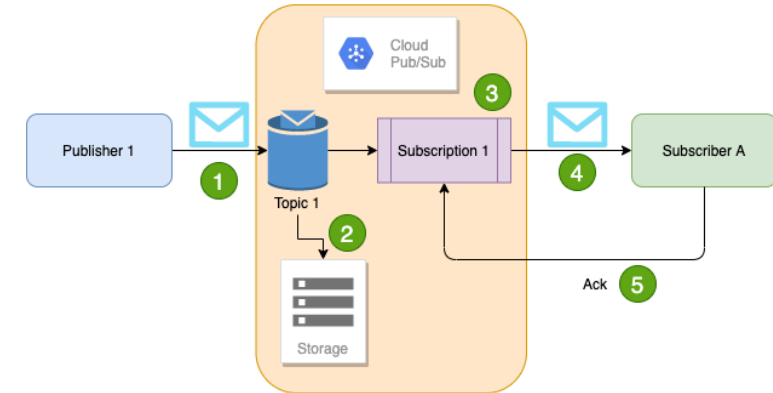 Cloud
Pub/Sub
3
Publisher 1
1
Subscription 1
4
Subscriber A
Topic 1
2
Ack
5
Storage